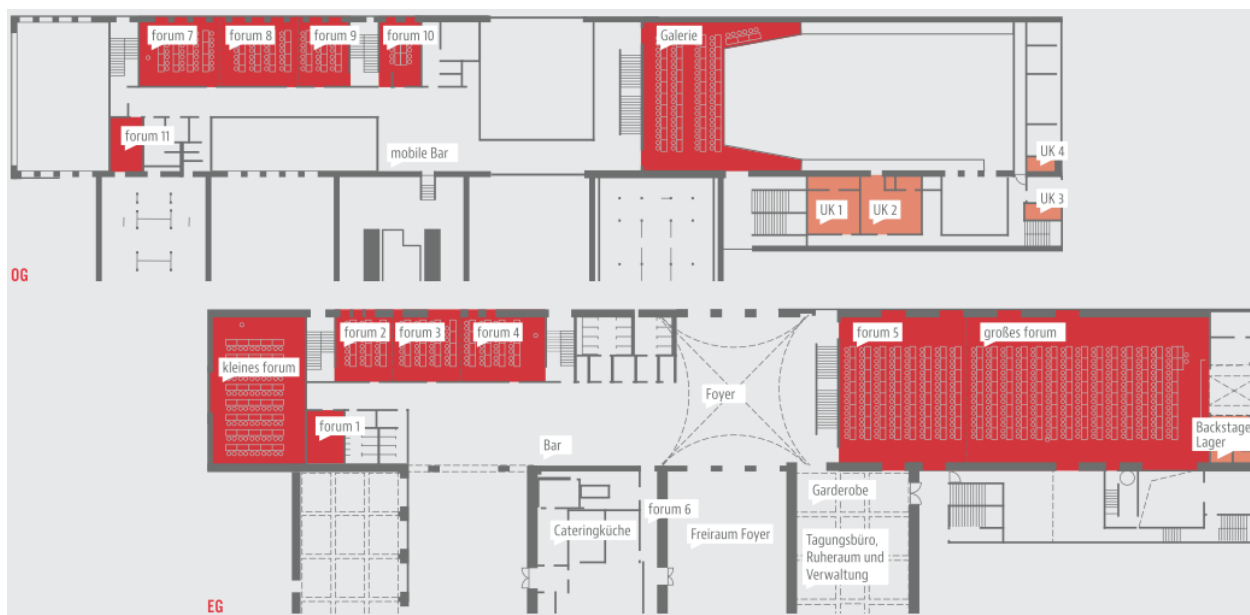 forum 7
forum 8
forum 9
forum 10
Galerie
forum 11
mobile Bar
UK 4
UK 1
UK 2
UK 3
OG
forum 2
forum 3
forum 4
forum 5
großes forum
kleines forum
Foyer
forum 1
Bar
Backstage
Lager
Garderobe
forum 6
Cateringküche
Freiraum Foyer
Tagungsbüro,
Ruheraum und
Verwaltung
EG